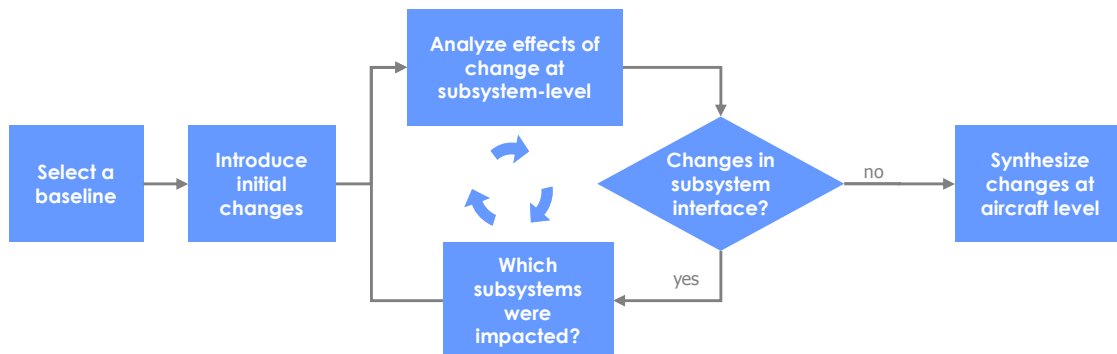 Select a
baseline
Introduce
initial
changes
Analyze effects of
change at
subsystem-level
Changes in
subsystem
interface?
no
Synthesize
changes at
aircraft level
yes
Which
subsystems
were
impacted?